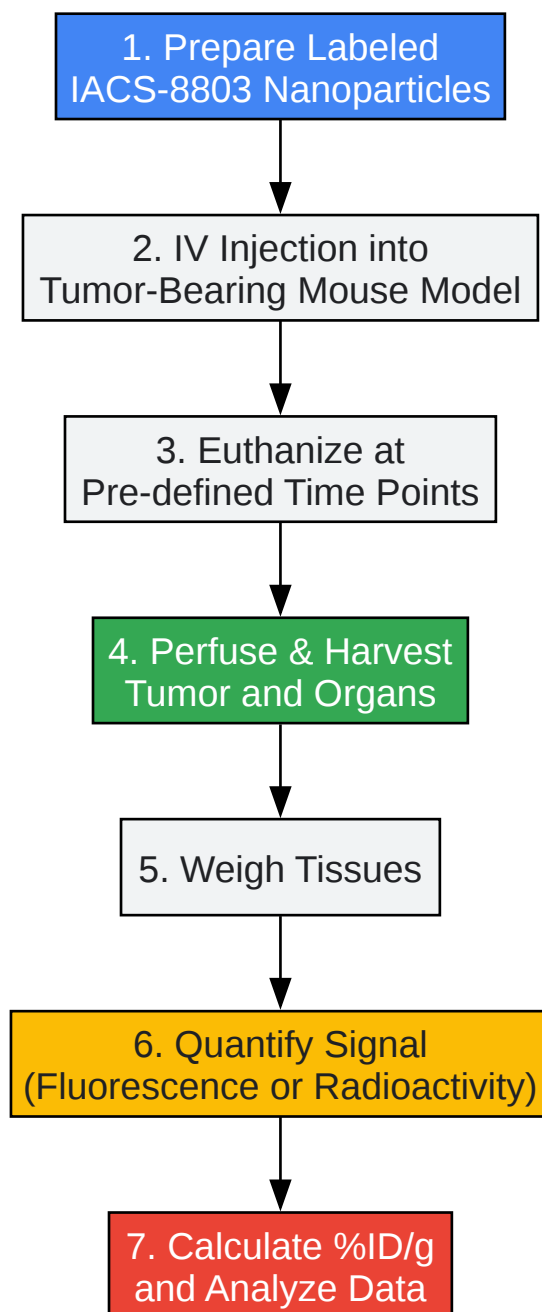 1. Prepare Labeled
IACS-8803 Nanoparticles
2. IV Injection into
Tumor-Bearing Mouse Model
3. Euthanize at
Pre-defined Time Points
4. Perfuse & Harvest
Tumor and Organs
5. Weigh Tissues
6. Quantify Signal
(Fluorescence or Radioactivity)
7. Calculate %ID/g
and Analyze Data